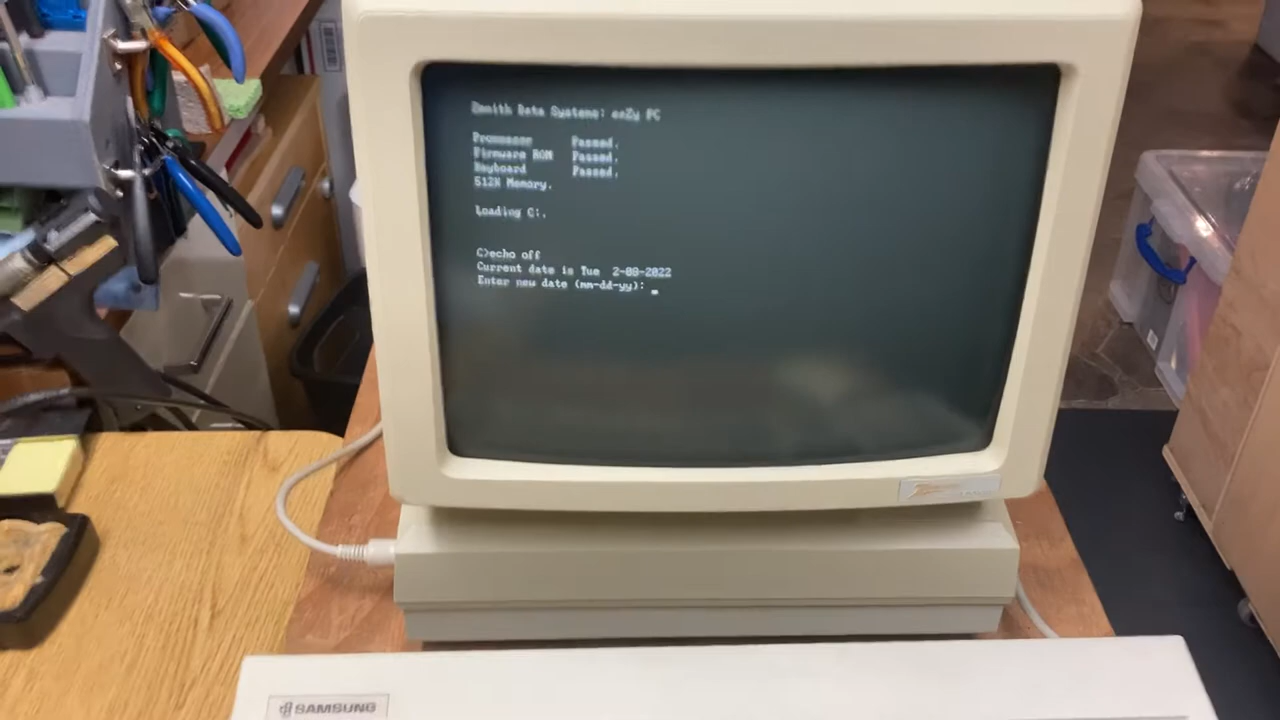 Zenith Data Systems: eaZy PC
Processor Passed.
Firmware ROM Passed.
Keyboard Passed.
512K Memory.
Loading C:.
C>echo off
Current date is Tue 2-08-2022
Enter new date (mm-dd-yy):
SAMSUNG